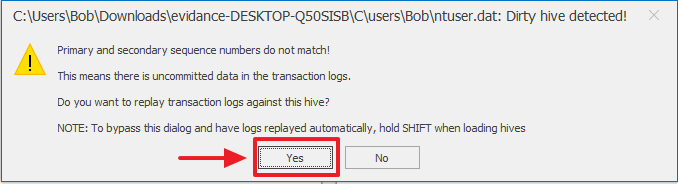 C:\Users\Bob\Downloads\evidance-DESKTOP-Q50SISB\C\users\Bob\ntuser.dat: Dirty hive detected!
Primary and secondary sequence numbers do not match!
This means there is uncommitted data in the transaction logs.
Do you want to replay transaction logs against this hive?
NOTE: To bypass this dialog and have logs replayed automatically, hold SHIFT when loading hives
Yes No